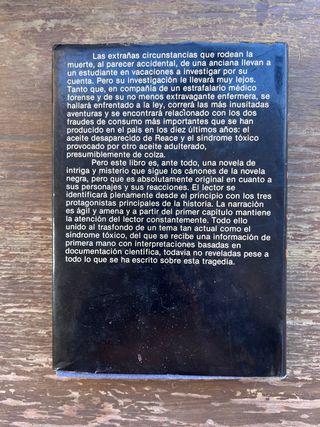 Las extrañas circunstancias que rodean la
muerte, al parecer accidental, de una anciana llevan a
un estudiante en vacaciones a investigar por su
cuenta. Pero su investigación le llevará muy lejos.
Tanto que, en compañía de un estrafalario médico
forense y de su no menos extravagante enfermera, se
hallará enfrentado a la ley, correrá las más inusitadas
aventuras y se encontrará relacionado con los dos
fraudes de consumo más importantes que se han
producido en el país en los diez últimos años: el
aceite desaparecido de Reace y el síndrome tóxico
provocado por otro aceite adulterado,
presumiblemente de colza.
Pero este libro es, ante todo, una novela de
intriga y misterio que sigue los cánones de la novela
negra, pero que es absolutamente original en cuanto a
sus personajes y sus reacciones. El lector se
identificará plenamente desde el principio con los tres
protagonistas principales de la historia. La narración
es ágil y amena y a partir del primer capítulo mantiene
la atención del lector constantemente. Todo ello
unido al trasfondo de un tema tan actual como el
síndrome tóxico, del que se recibe una información de
primera mano con interpretaciones basadas en
documentación científica, todavía no reveladas pese a
todo lo que se ha escrito sobre esta tragedia.